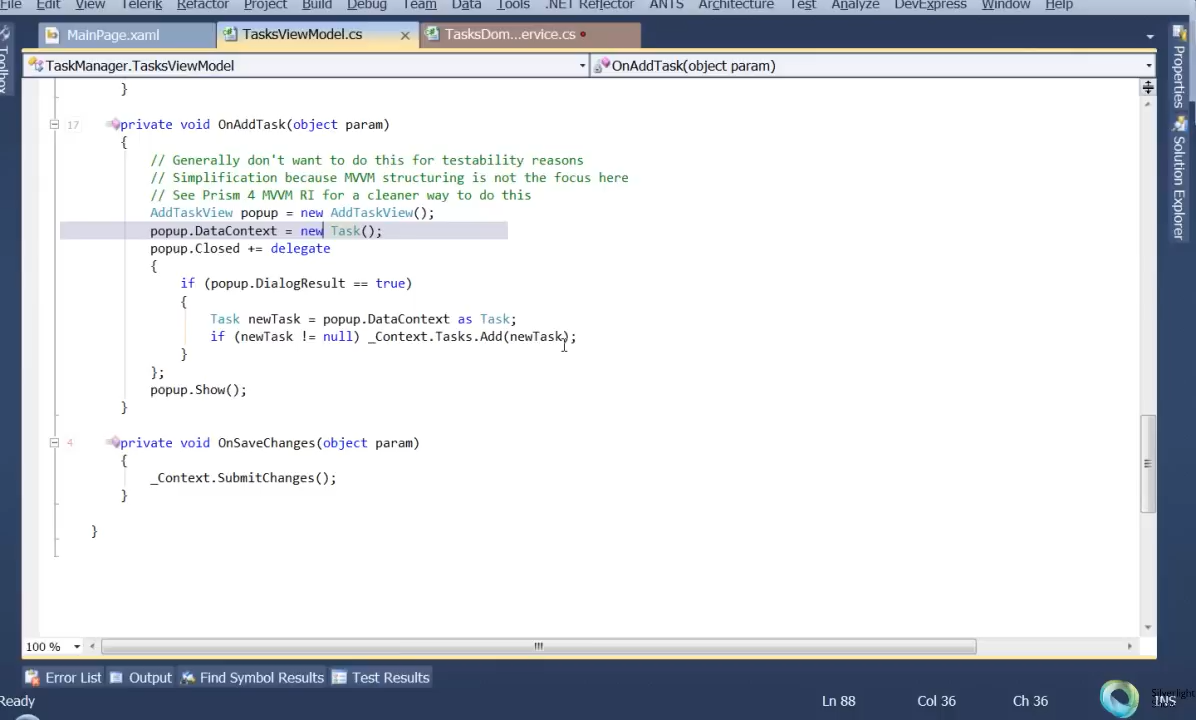 File Edit View Telerik Refactor Project Build Debug Team Data Tools .NET Reflector ANTS Architecture Test Analyze DevExpress Window Help
MainPage.xaml TasksViewModel.cs TasksDom...ervice.cs
TaskManager.TasksViewModel OnAddTask(object param)
Toolbox
Properties
Solution Explorer
}
17 private void OnAddTask(object param)
{
// Generally don't want to do this for testability reasons
// Simplification because MVVM structuring is not the focus here
// See Prism 4 MVVM RI for a cleaner way to do this
AddTaskView popup = new AddTaskView();
popup.DataContext = new Task();
popup.Closed += delegate
{
if (popup.DialogResult == true)
{
Task newTask = popup.DataContext as Task;
if (newTask != null) _Context.Tasks.Add(newTask);
}
};
popup.Show();
}
4 private void OnSaveChanges(object param)
{
_Context.SubmitChanges();
}
}
100 %
Error List Output Find Symbol Results Test Results
Ready Ln 88 Col 36 Ch 36 INS
Silverlight